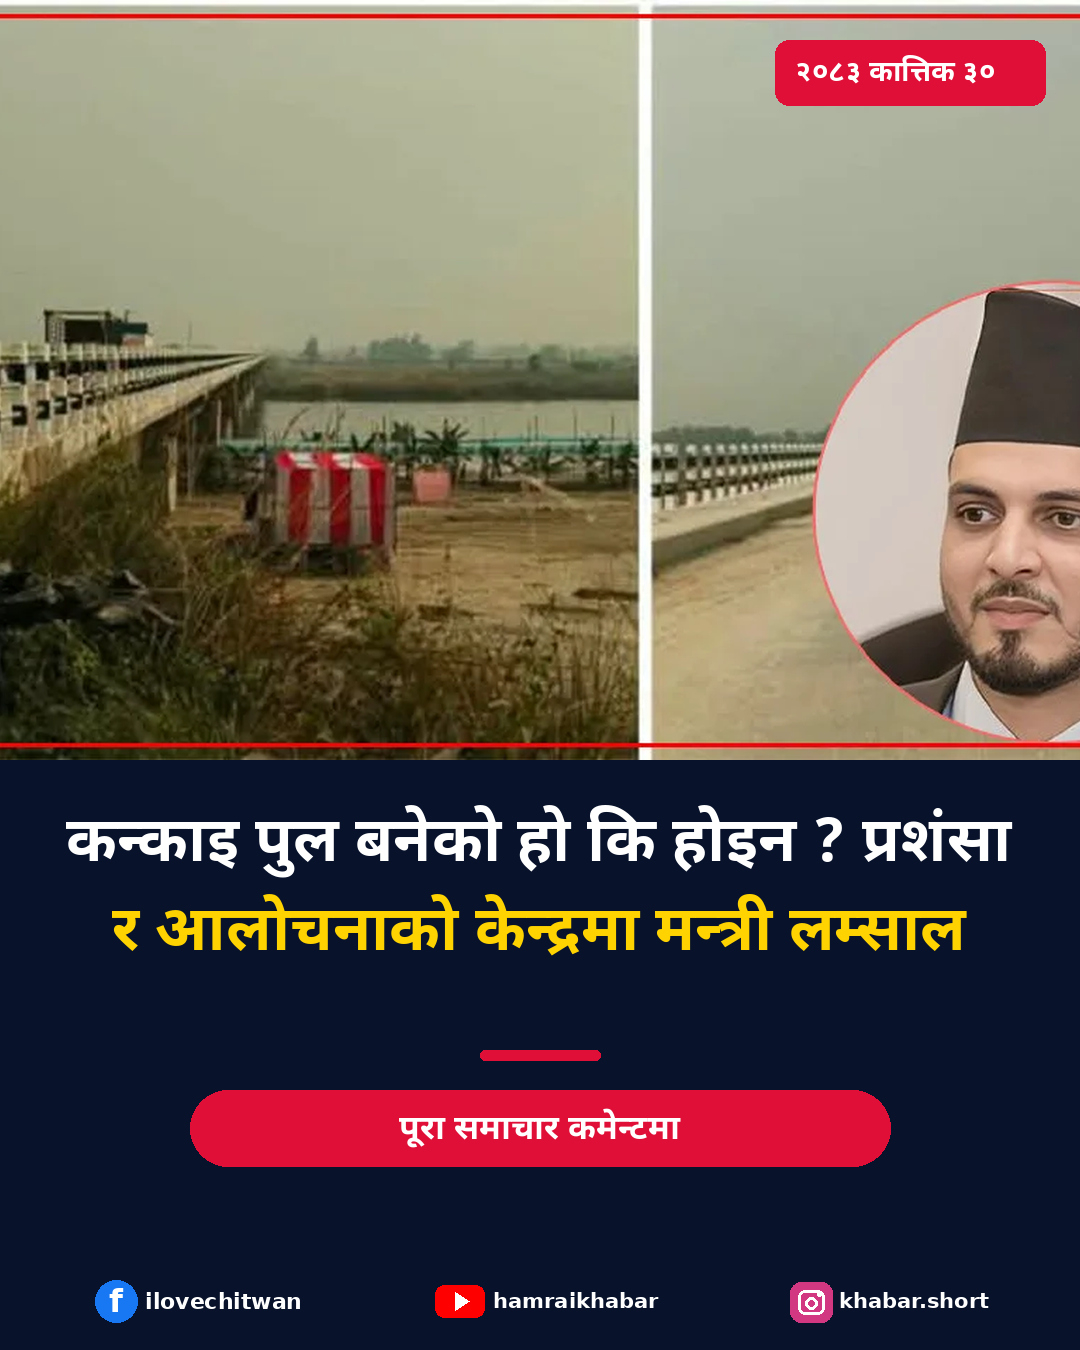 २०८३ कात्तिक ३०
कन्काइ पुल बनेको हो कि होइन ? प्रशंसा
र आलोचनाको केन्द्रमा मन्त्री लम्साल
पूरा समाचार कमेन्टमा
ilovechitwan
hamraikhabar
khabar.short